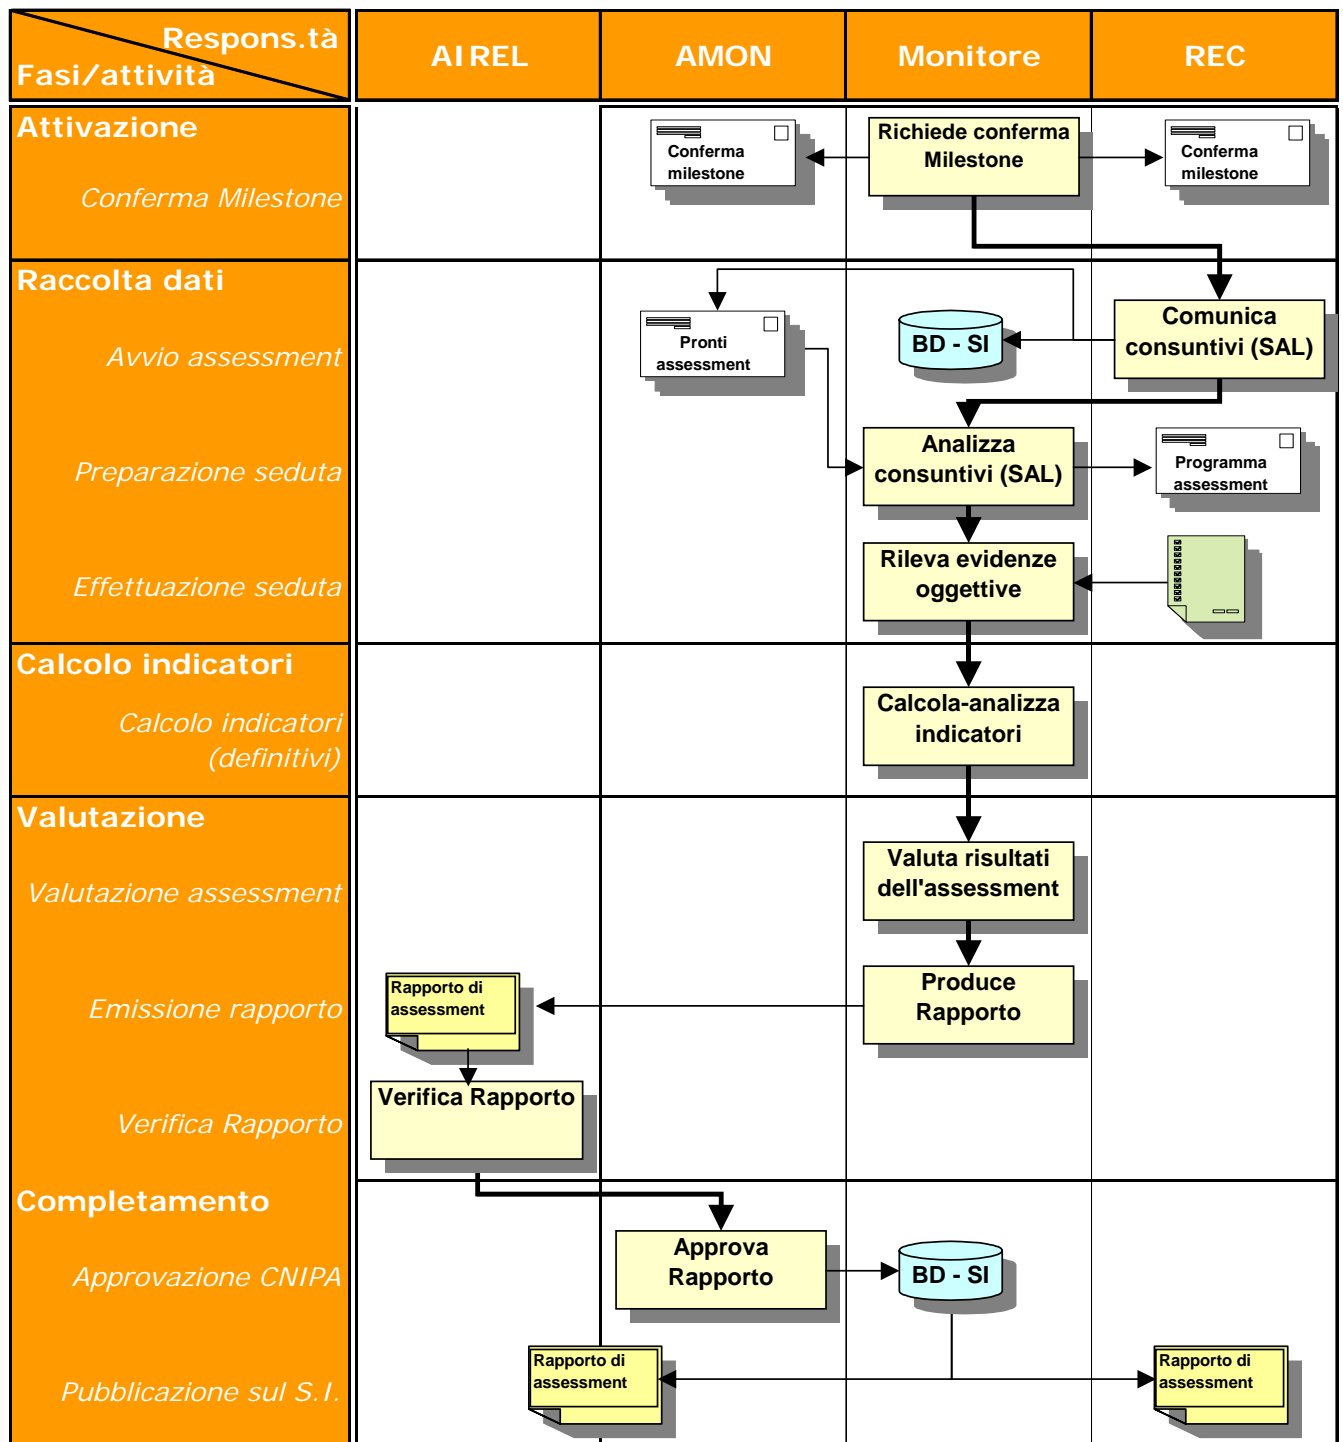 Respons.tà
Fasi/attività
AIREL
AMON
Monitore
REC
Attivazione
Conferma Milestone
Conferma
milestone
Richiede conferma
Milestone
Conferma
milestone
Raccolta dati
Avvio assessment
Pronti
assessment
BD - SI
Comunica
consuntivi (SAL)
Preparazione seduta
Analizza
consuntivi (SAL)
Programma
assessment
Effettuazione seduta
Rileva evidenze
oggettive
Calcolo indicatori
Calcolo indicatori
(definitivi)
Calcola-analizza
indicatori
Valutazione
Valutazione assessment
Valuta risultati
dell'assessment
Emissione rapporto
Rapporto di
assessment
Produce
Rapporto
Verifica Rapporto
Verifica Rapporto
Completamento
Approvazione CNIPA
Approva
Rapporto
BD - SI
Pubblicazione sul S.I.
Rapporto di
assessment
Rapporto di
assessment